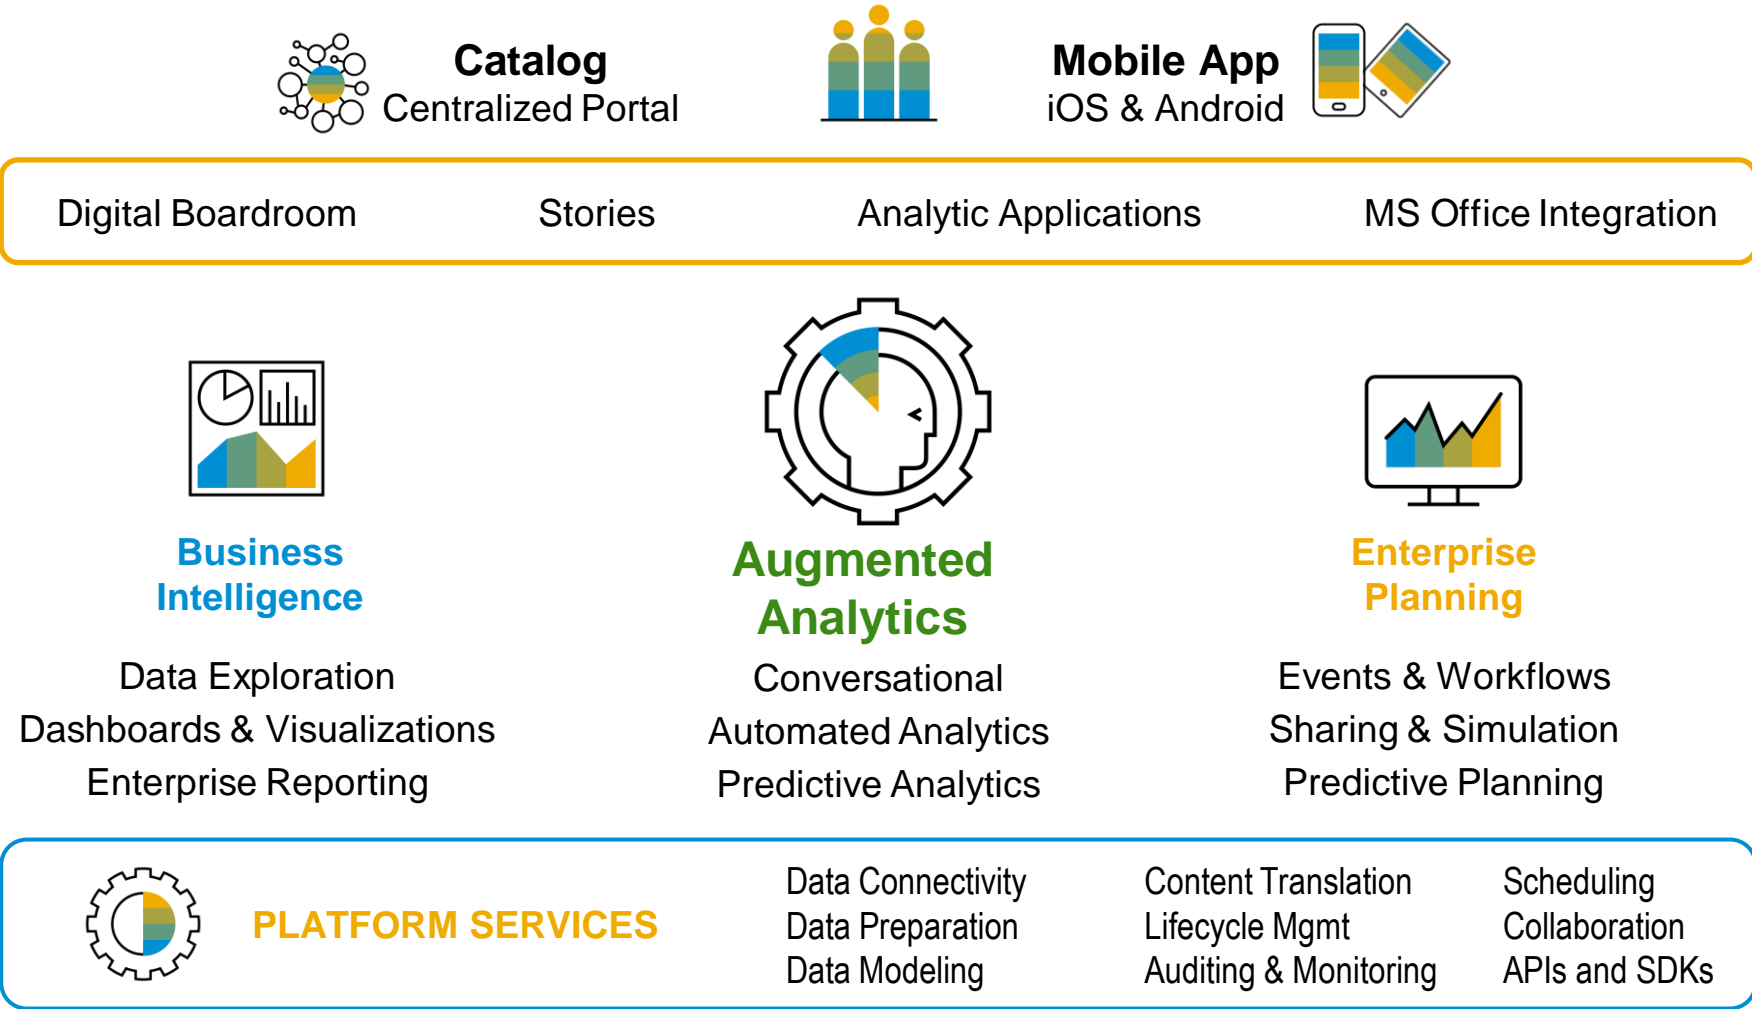 Catalog
Centralized Portal
Mobile App
iOS & Android
Digital Boardroom
Stories
Analytic Applications
MS Office Integration
Business
Intelligence
Data Exploration
Dashboards & Visualizations
Enterprise Reporting
Augmented
Analytics
Conversational
Automated Analytics
Predictive Analytics
Enterprise
Planning
Events & Workflows
Sharing & Simulation
Predictive Planning
PLATFORM SERVICES
Data Connectivity
Data Preparation
Data Modeling
Content Translation
Lifecycle Mgmt
Auditing & Monitoring
Scheduling
Collaboration
APIs and SDKs